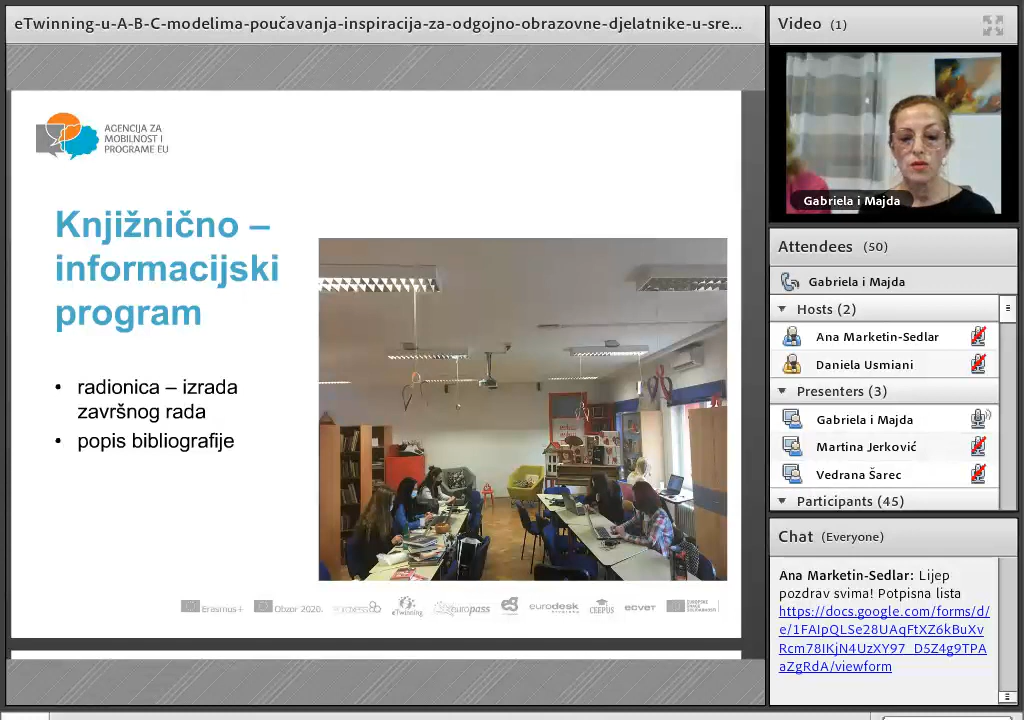 eTwinning-u-A-B-C-modelima-poučavanja-inspiracija-za-odgojno-obrazovne-djelatnike-u-sre...
AGENCIJA ZA
MOBILNOST I
PROGRAME EU
Knjižnično –
informacijski
program
• radionica – izrada
završnog rada
• popis bibliografije
Erasmus+
Obzor 2020.
euroxess
eTwinning
europass
eurodesk
CEEPUS
ecvet
Video (1)
Gabriela i Majda
Attendees (50)
Gabriela i Majda
Hosts (2)
Ana Marketin-Sedlar
Daniela Usmiani
Presenters (3)
Gabriela i Majda
Martina Jerković
Vedrana Šarec
Participants (45)
Chat (Everyone)
Ana Marketin-Sedlar: Lijep
pozdrav svima! Potpisna lista
https://docs.google.com/forms/d/
e/1FAIpQLSe28UAqFtXZ6kBuXv
Rcm78IKjN4UzXY97_D5Z4g9TPA
aZgRdA/viewform